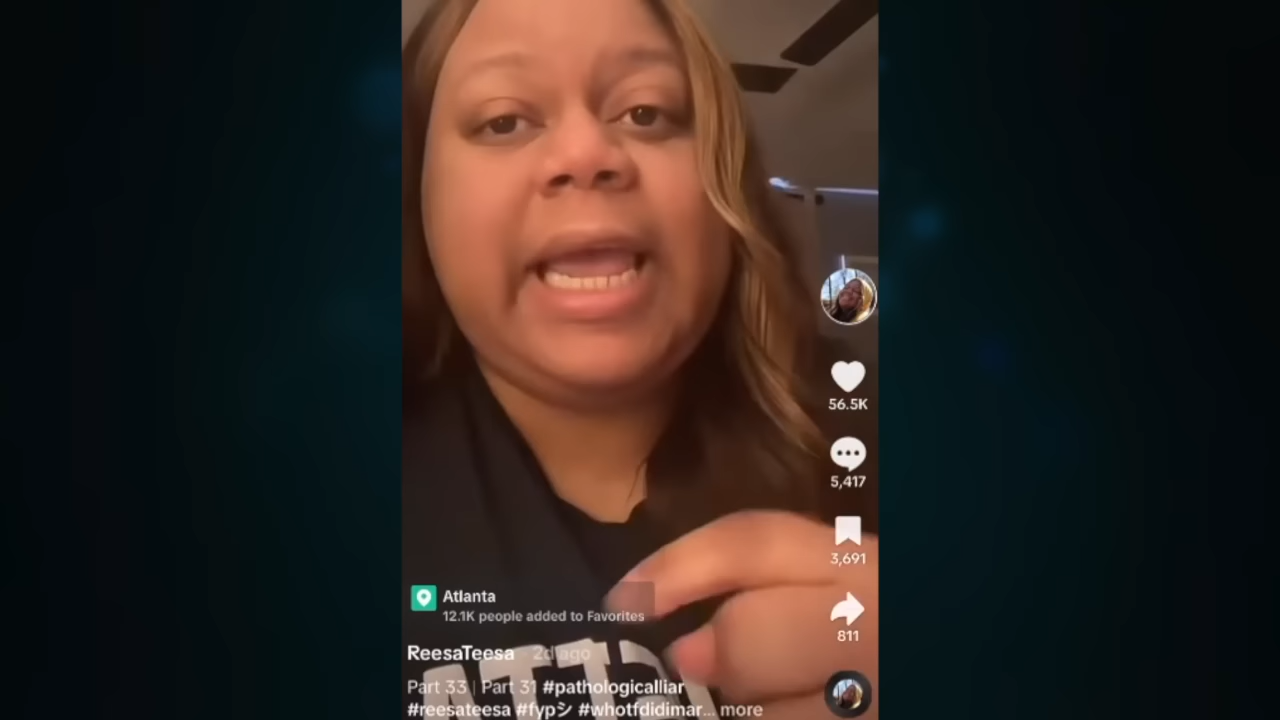 56.5K
5,417
3,691
811
Atlanta
12.1K people added to Favorites
ReesaTeesa · 2d ago
Part 33 | Part 31 #pathologicalliar
#reesateesa #fypシ #whotfdidimar... more